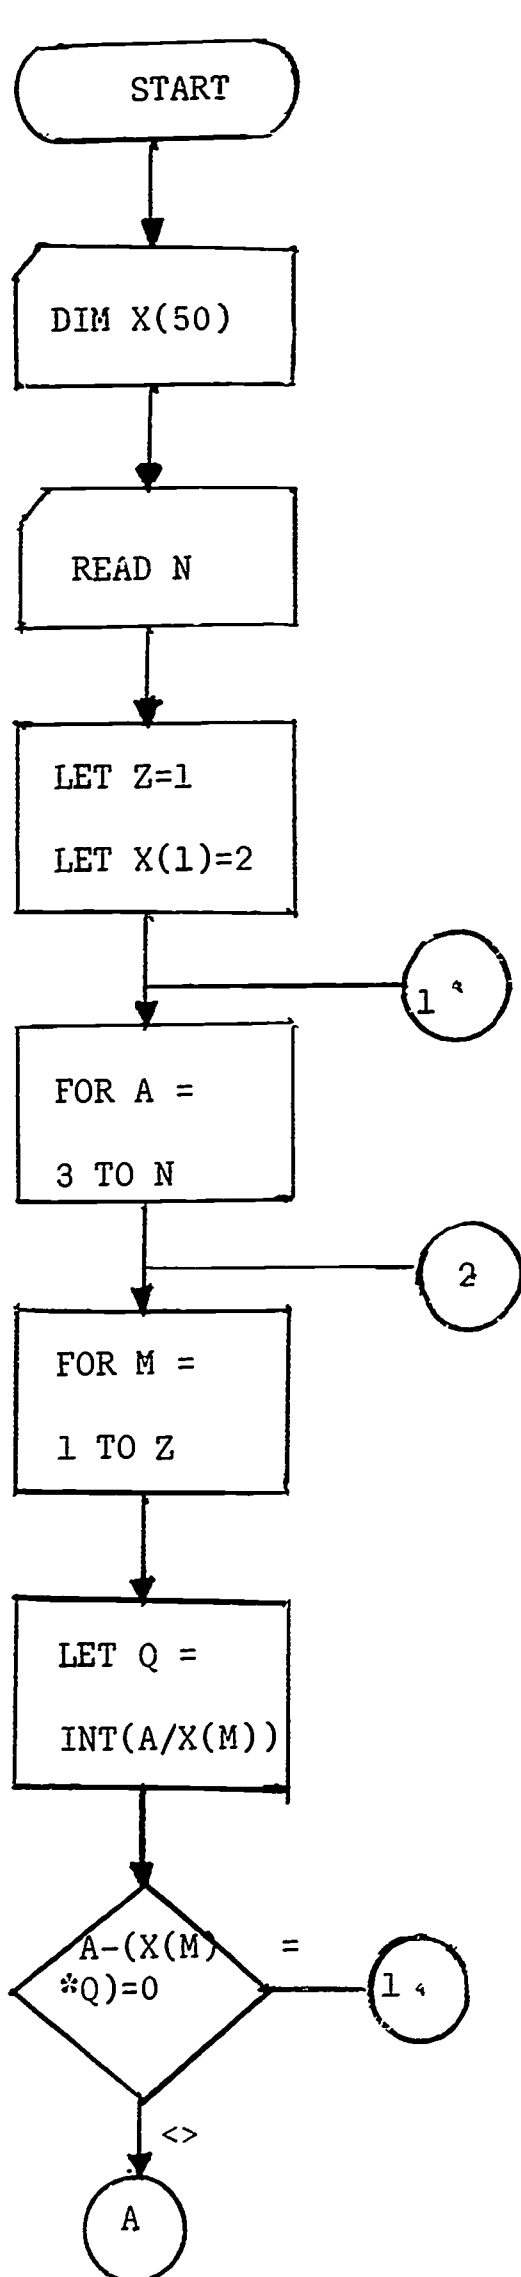 START
DIM X(50)
READ N
LET Z=1
LET X(1)=2
1
FOR A =
3 TO N
2
FOR M =
1 TO Z
LET Q =
INT(A/X(M))
A-(X(M) =
*Q)=0
1
<>
A